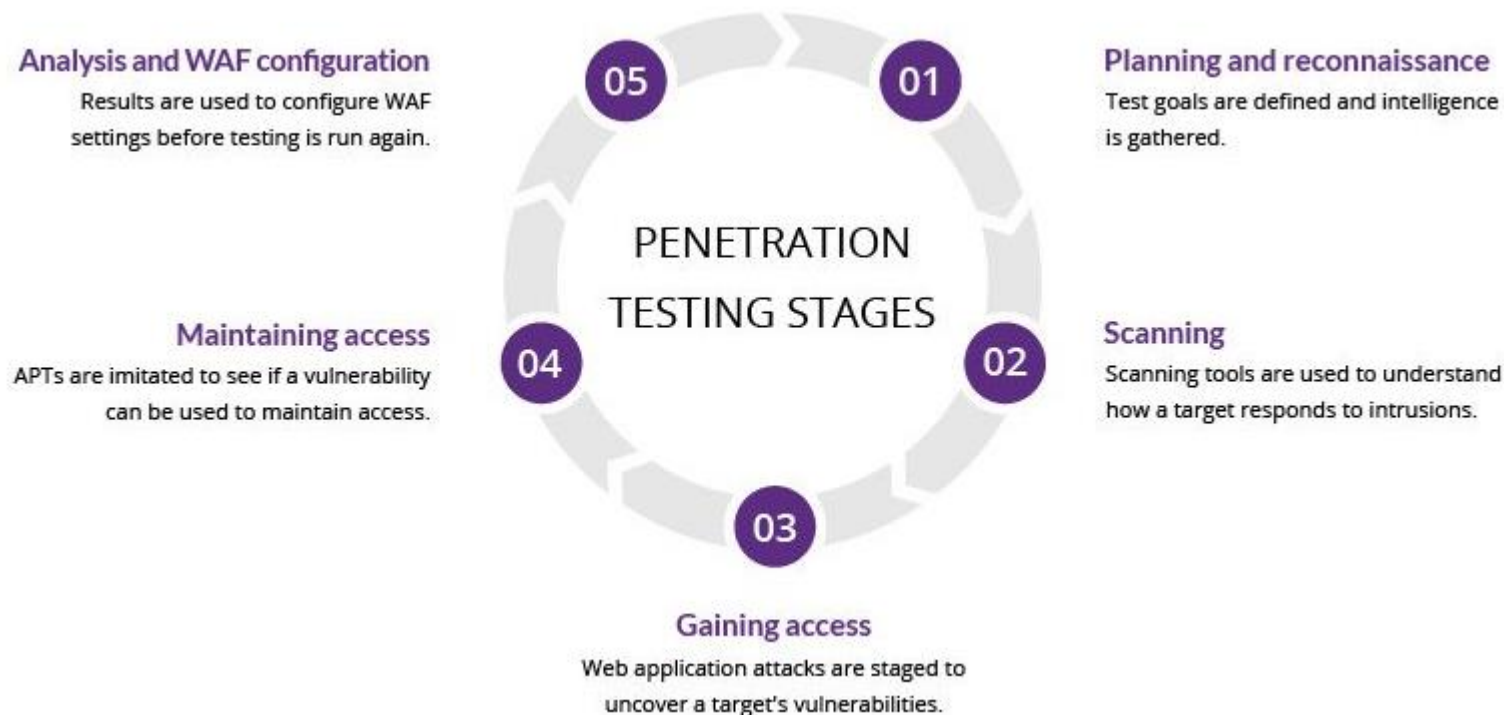 PENETRATION
TESTING STAGES
01
Planning and reconnaissance
Test goals are defined and intelligence
is gathered.
02
Scanning
Scanning tools are used to understand
how a target responds to intrusions.
03
Gaining access
Web application attacks are staged to
uncover a target's vulnerabilities.
04
Maintaining access
APTs are imitated to see if a vulnerability
can be used to maintain access.
05
Analysis and WAF configuration
Results are used to configure WAF
settings before testing is run again.